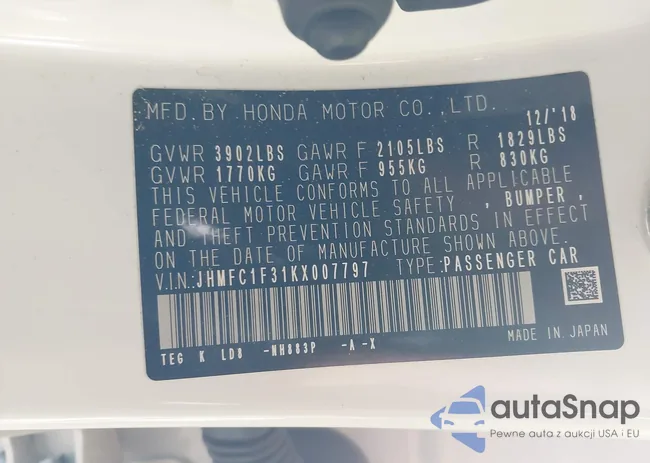 MFD. BY HONDA MOTOR CO.,LTD. 12/'18
GVWR 3902LBS GAWR F 2105LBS R 1829LBS
GVWR 1770KG GAWR F 955KG R 830KG
THIS VEHICLE CONFORMS TO ALL APPLICABLE
FEDERAL MOTOR VEHICLE SAFETY , BUMPER ,
AND THEFT PREVENTION STANDARDS IN EFFECT
ON THE DATE OF MANUFACTURE SHOWN ABOVE.
V.I.N.:JHMFC1F31KX007797 TYPE:PASSENGER CAR
TEG K LD8 -NH883P -A -X MADE IN JAPAN
autaSnap
Pewne auta z aukcji USA i EU